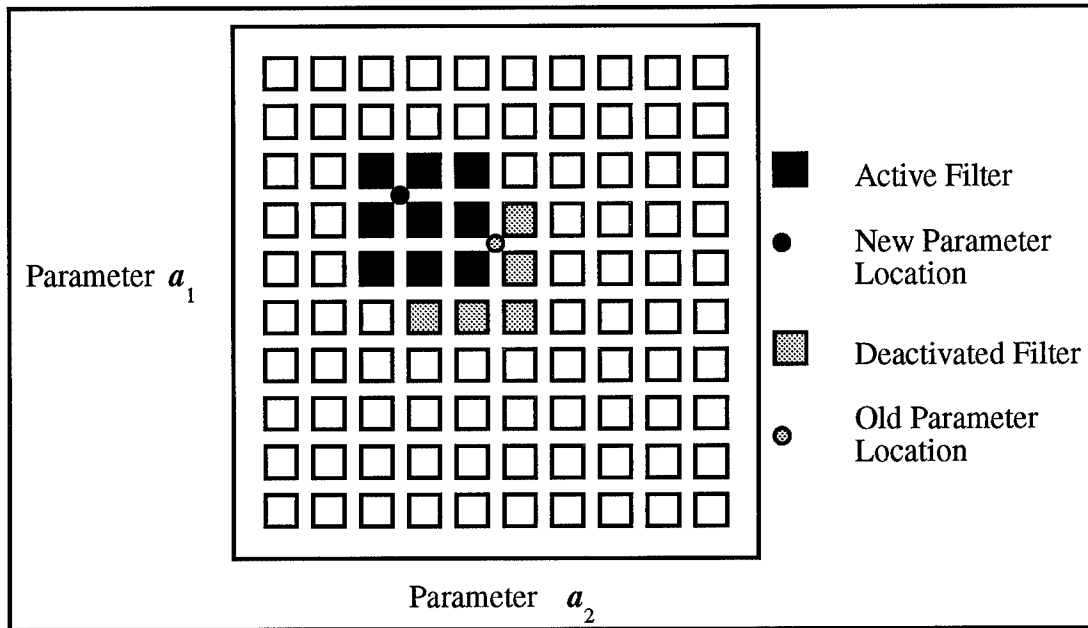 Parameter a1
Active Filter
New Parameter
Location
Deactivated Filter
Old Parameter
Location
Parameter a2